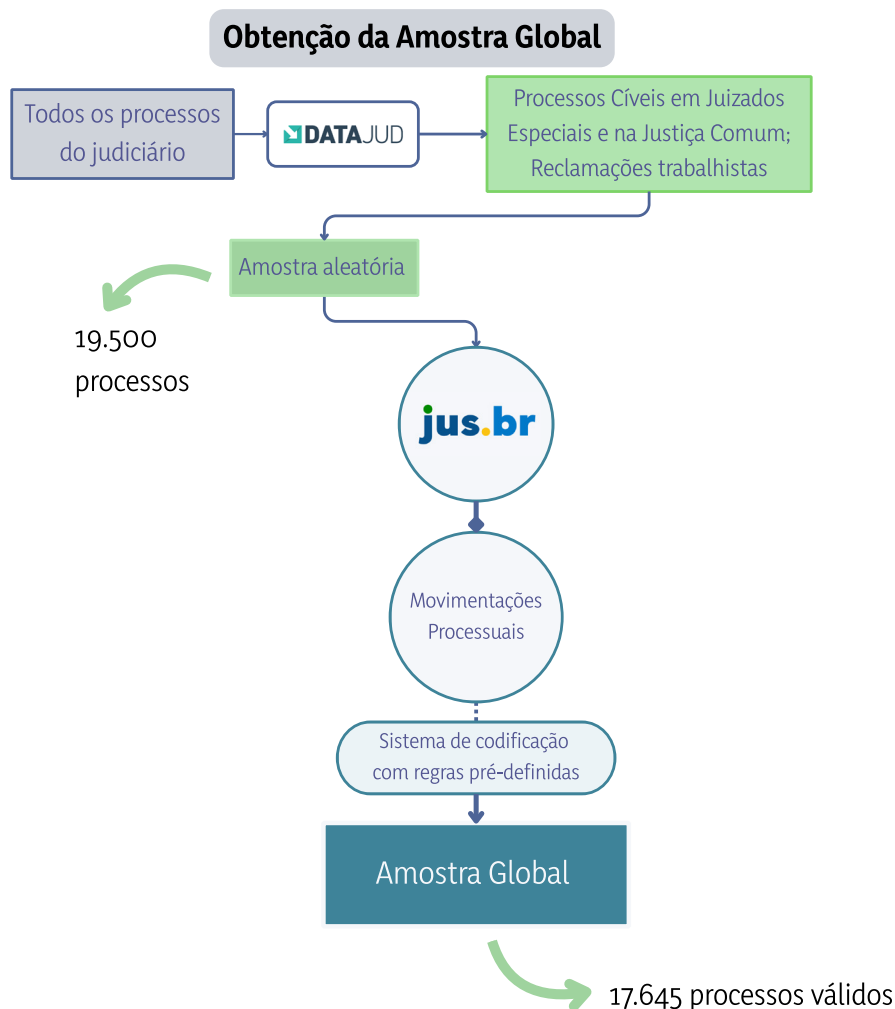 Obtenção da Amostra Global
Todos os processos
do judiciário
DATAJUD
Processos Cíveis em Juizados
Especiais e na Justiça Comum;
Reclamações trabalhistas
Amostra aleatória
19.500
processos
jus.br
Movimentações
Processuais
Sistema de codificação
com regras pré-definidas
Amostra Global
17.645 processos válidos